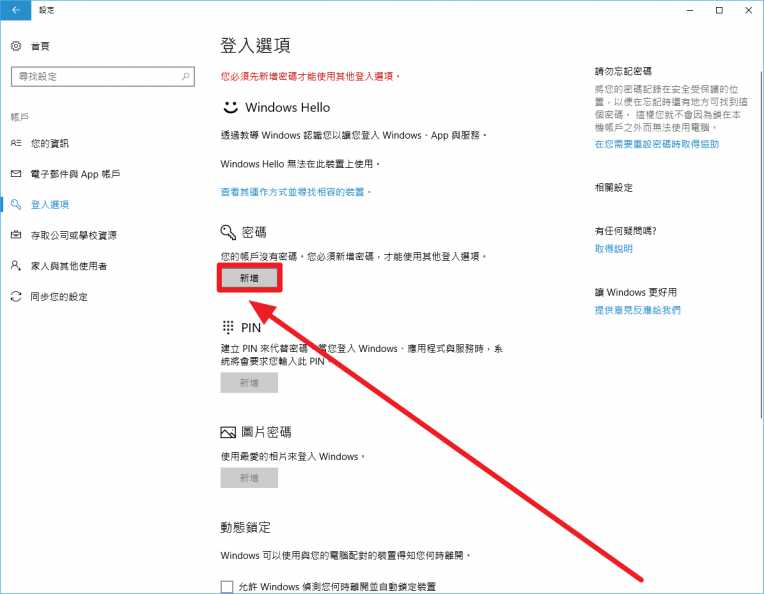 設定
首頁
尋找設定
帳戶
您的資訊
電子郵件與 App 帳戶
登入選項
存取公司或學校資源
家人與其他使用者
同步您的設定
登入選項
您必須先新增密碼才能使用其他登入選項。
Windows Hello
透過教導 Windows 認識您以讓您登入 Windows、App 與服務。
Windows Hello 無法在此裝置上使用。
查看其運作方式並尋找相容的裝置。
密碼
您的帳戶沒有密碼。您必須新增密碼，才能使用其他登入選項。
新增
PIN
建立 PIN 來代替密碼。當您登入 Windows、應用程式與服務時，系
統將會要求您輸入此 PIN。
新增
圖片密碼
使用最愛的相片來登入 Windows。
新增
動態鎖定
Windows 可以使用與您的電腦配對的裝置得知您何時離開。
允許 Windows 偵測您何時離開並自動鎖定裝置
請勿忘記密碼
將您的密碼記錄在安全受保護的位
置，以便在忘記時還有地方可找到這
個密碼。這樣您就不會因為鎖在本
機帳戶之外而無法使用電腦。
在您需要重設密碼時取得協助
相關設定
有任何疑問嗎?
取得說明
讓 Windows 更好用
提供意見反應給我們